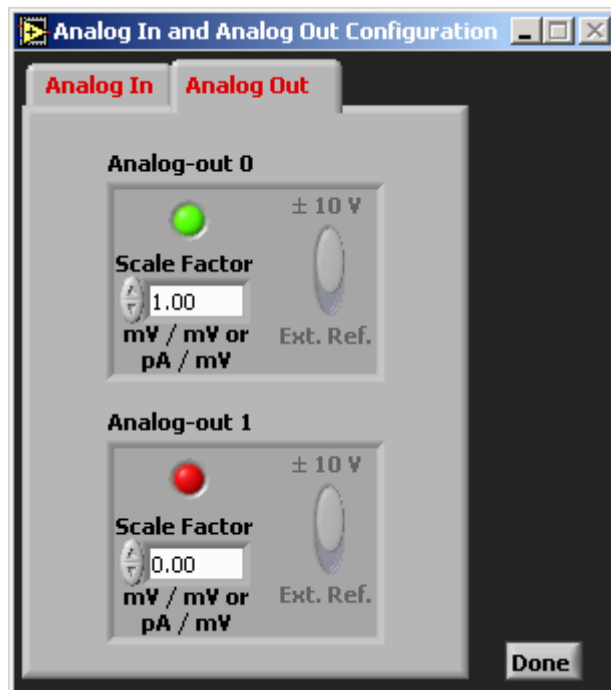 Analog In and Analog Out Configuration
Analog In
Analog Out
Analog-out 0
± 10 V
Scale Factor
1.00
mV / mV or
pA / mV
Ext. Ref.
Analog-out 1
± 10 V
Scale Factor
0.00
mV / mV or
pA / mV
Ext. Ref.
Done